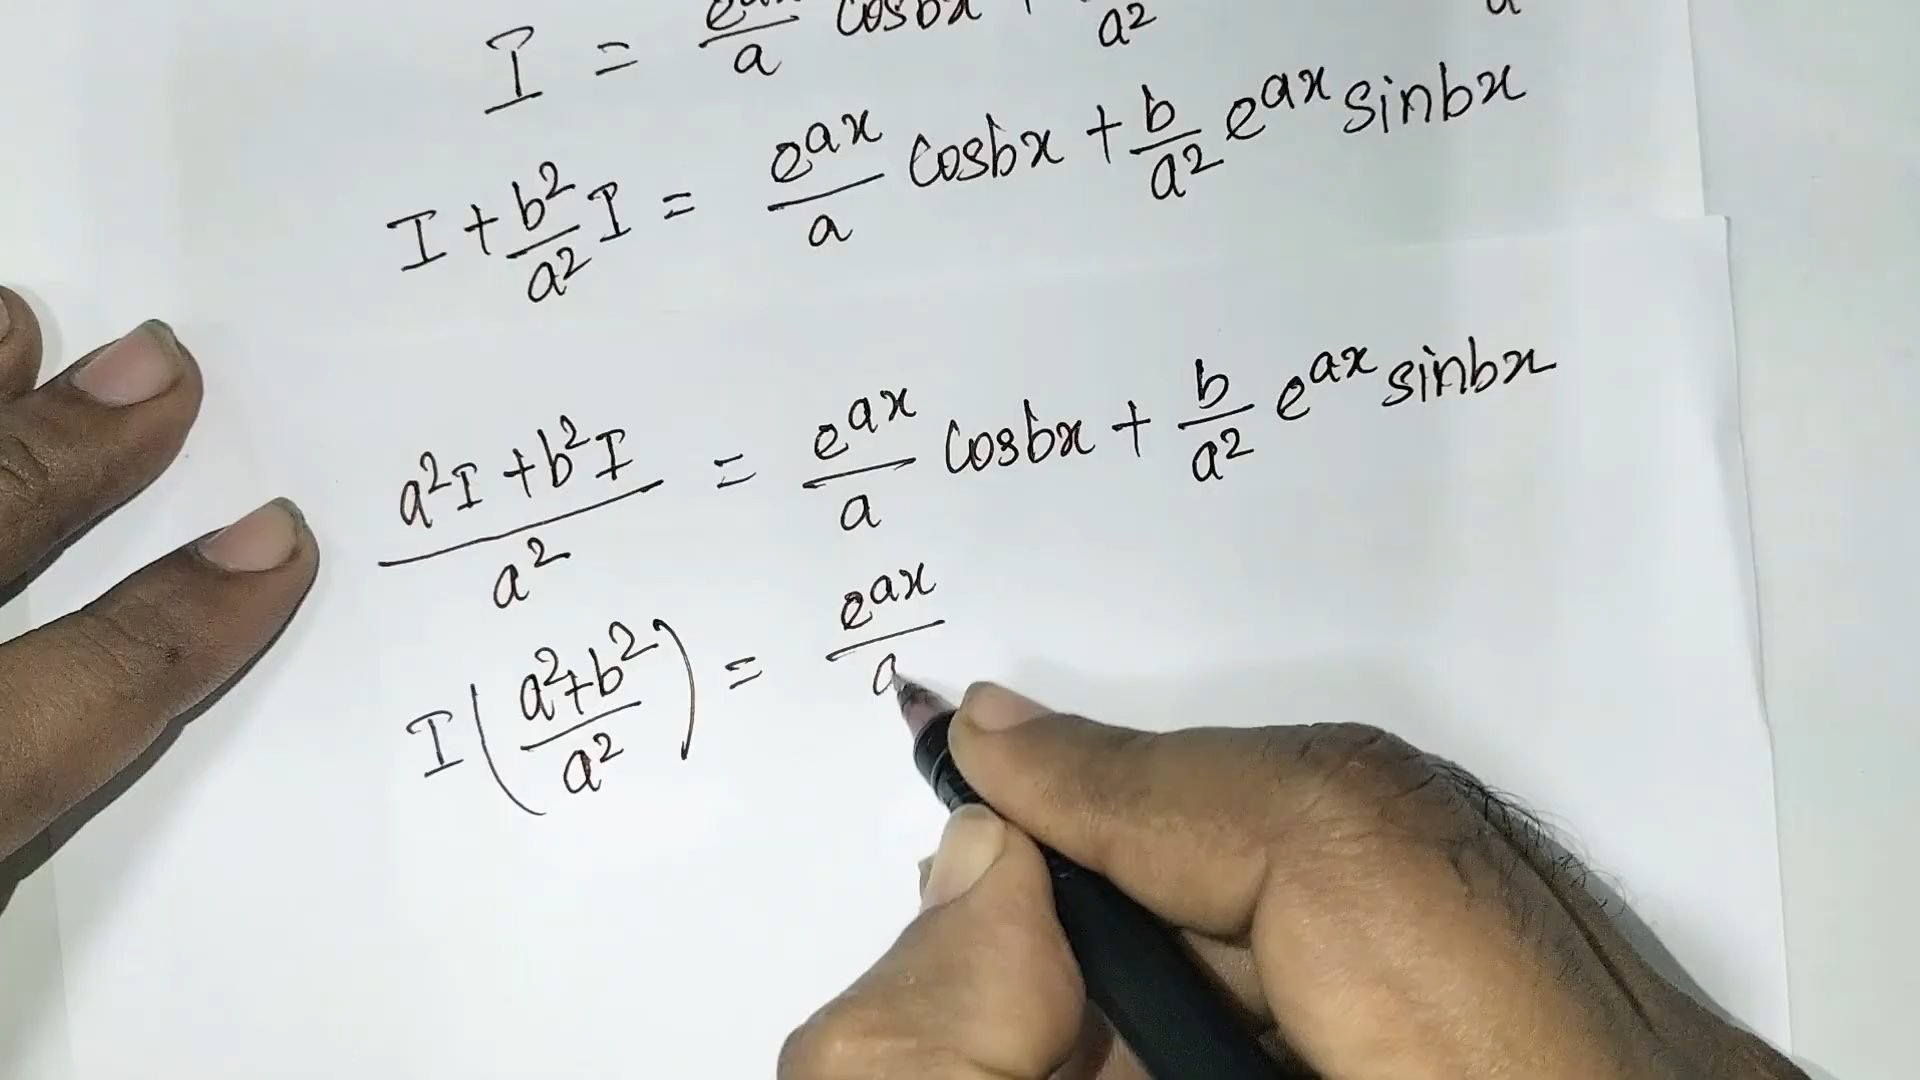 I = e^ax/a cosbx + /a²
I + b²/a² I = e^ax/a cosbx + b/a² e^ax sinbx
a²I + b²I/a² = e^ax/a cosbx + b/a² e^ax sinbx
I(a²+b²/a²) = e^ax/a